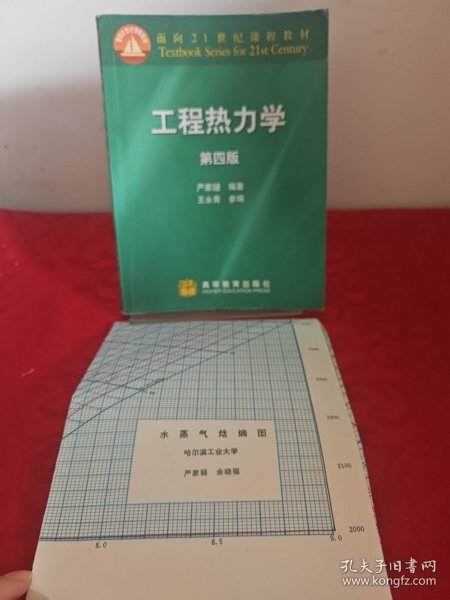 面向21世纪课程教材
Textbook Series for 21st Century
工程热力学
第四版
严家騄 编著
王永青 参编
高等教育出版社
HIGHER EDUCATION PRESS
水蒸气焓熵图
哈尔滨工业大学
严家騄 余晓福
2200
2100
2000
8.0
8.5
9.0
孔夫子旧书网
www.kongfz.com